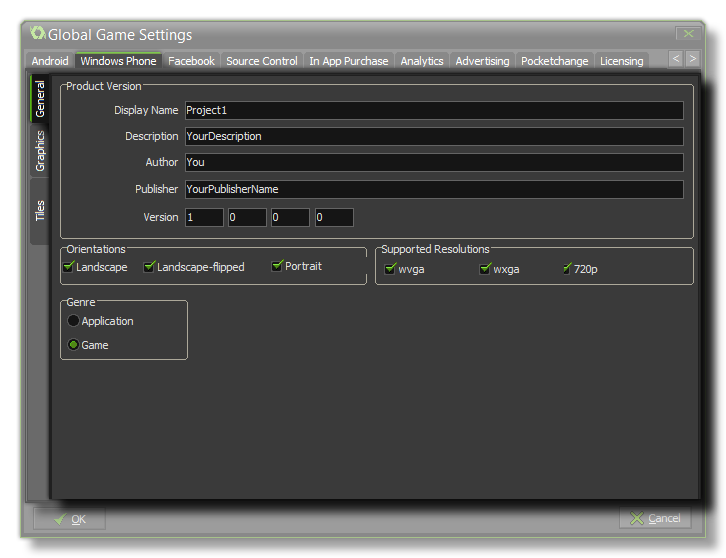 Global Game Settings
Android Windows Phone Facebook Source Control In App Purchase Analytics Advertising Pocketchange Licensing < >
General
Graphics
Tiles
Product Version
Display Name Project1
Description YourDescription
Author You
Publisher YourPublisherName
Version 1 0 0 0
Orientations
Landscape Landscape-flipped Portrait
Supported Resolutions
wvga wxga 720p
Genre
Application
Game
OK
Cancel